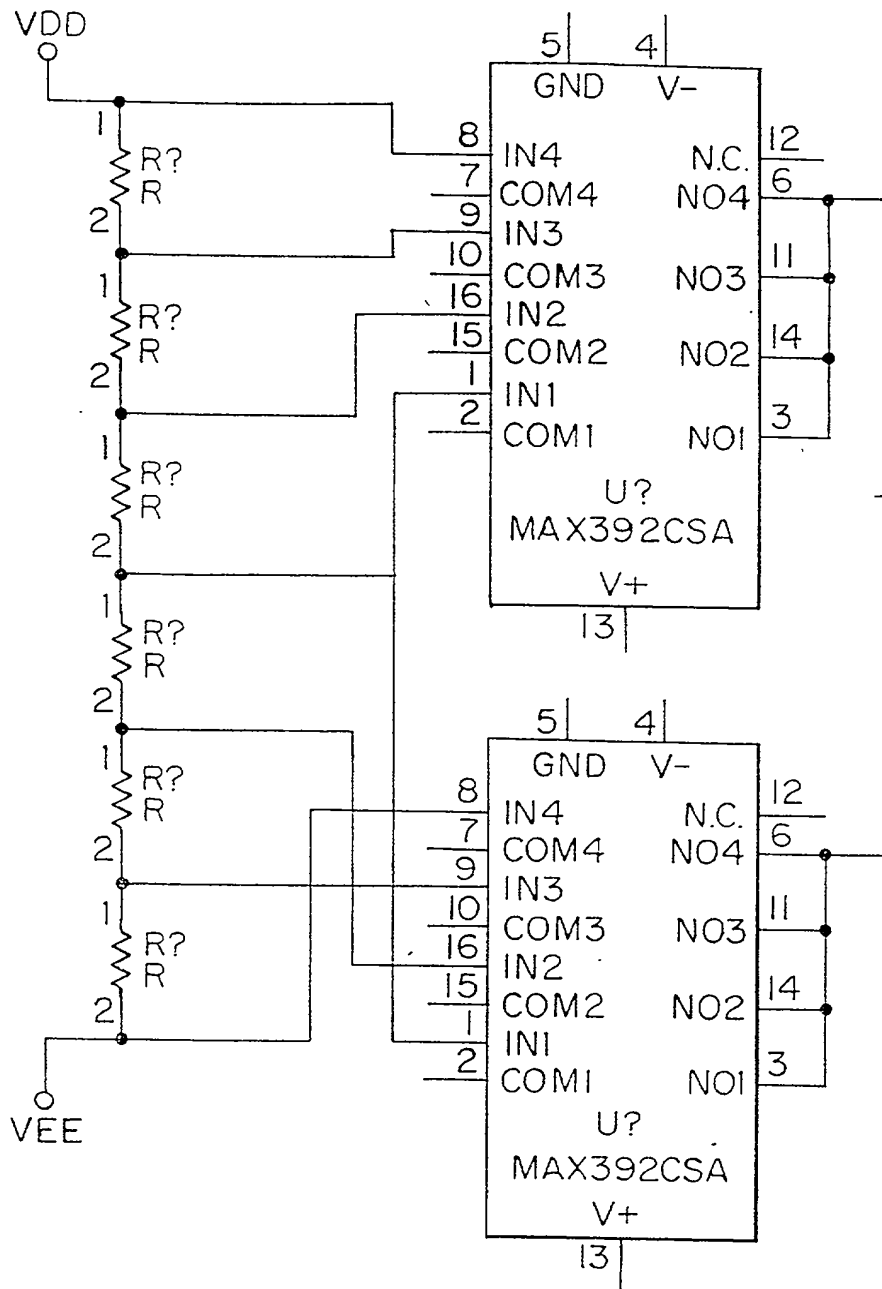 VDD
1
R?
R
2
1
R?
R
2
1
R?
R
2
1
R?
R
2
1
R?
R
2
1
R?
R
2
VEE
5 4
GND V-
8 IN4 N.C. 12
7 COM4 NO4 6
9 IN3
10 COM3 NO3 11
16 IN2
15 COM2 NO2 14
1 IN1
2 COM1 NO1 3
U?
MAX392CSA
V+
13
5 4
GND V-
8 IN4 N.C. 12
7 COM4 NO4 6
9 IN3
10 COM3 NO3 11
16 IN2
15 COM2 NO2 14
1 IN1
2 COM1 NO1 3
U?
MAX392CSA
V+
13